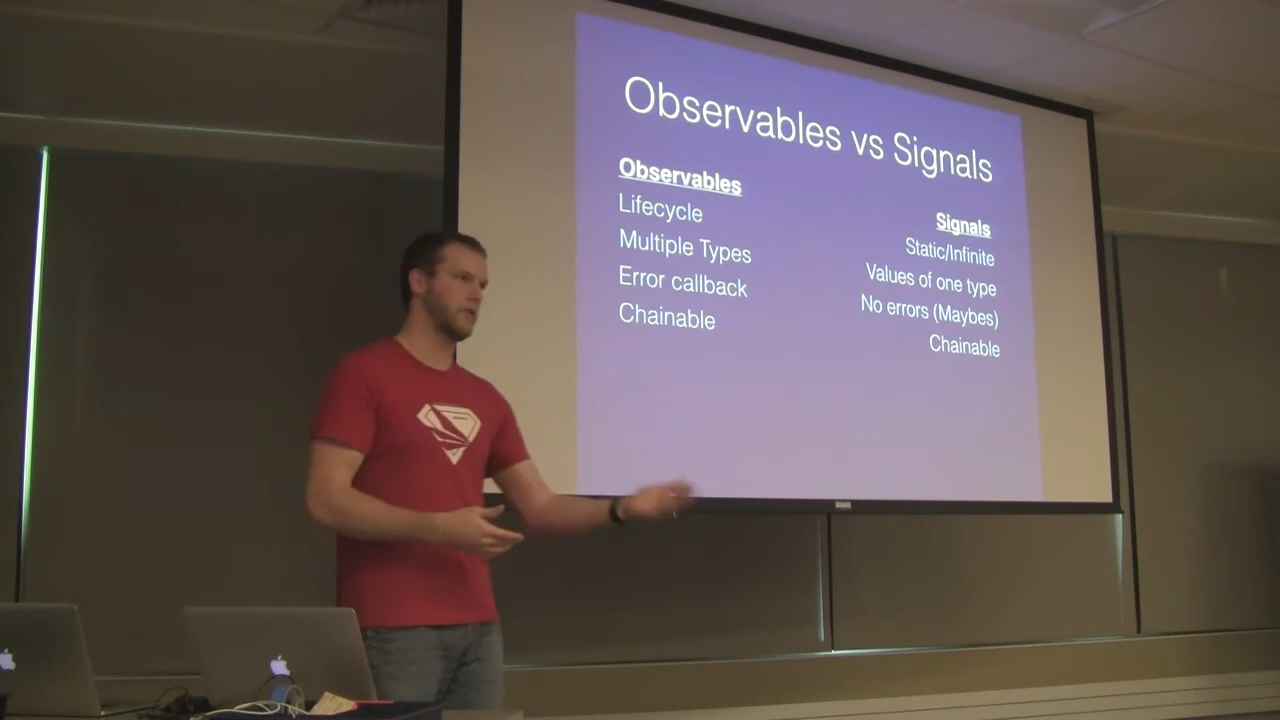 Observables vs Signals
Observables
Lifecycle
Multiple Types
Error callback
Chainable
Signals
Static/Infinite
Values of one type
No errors (Maybes)
Chainable